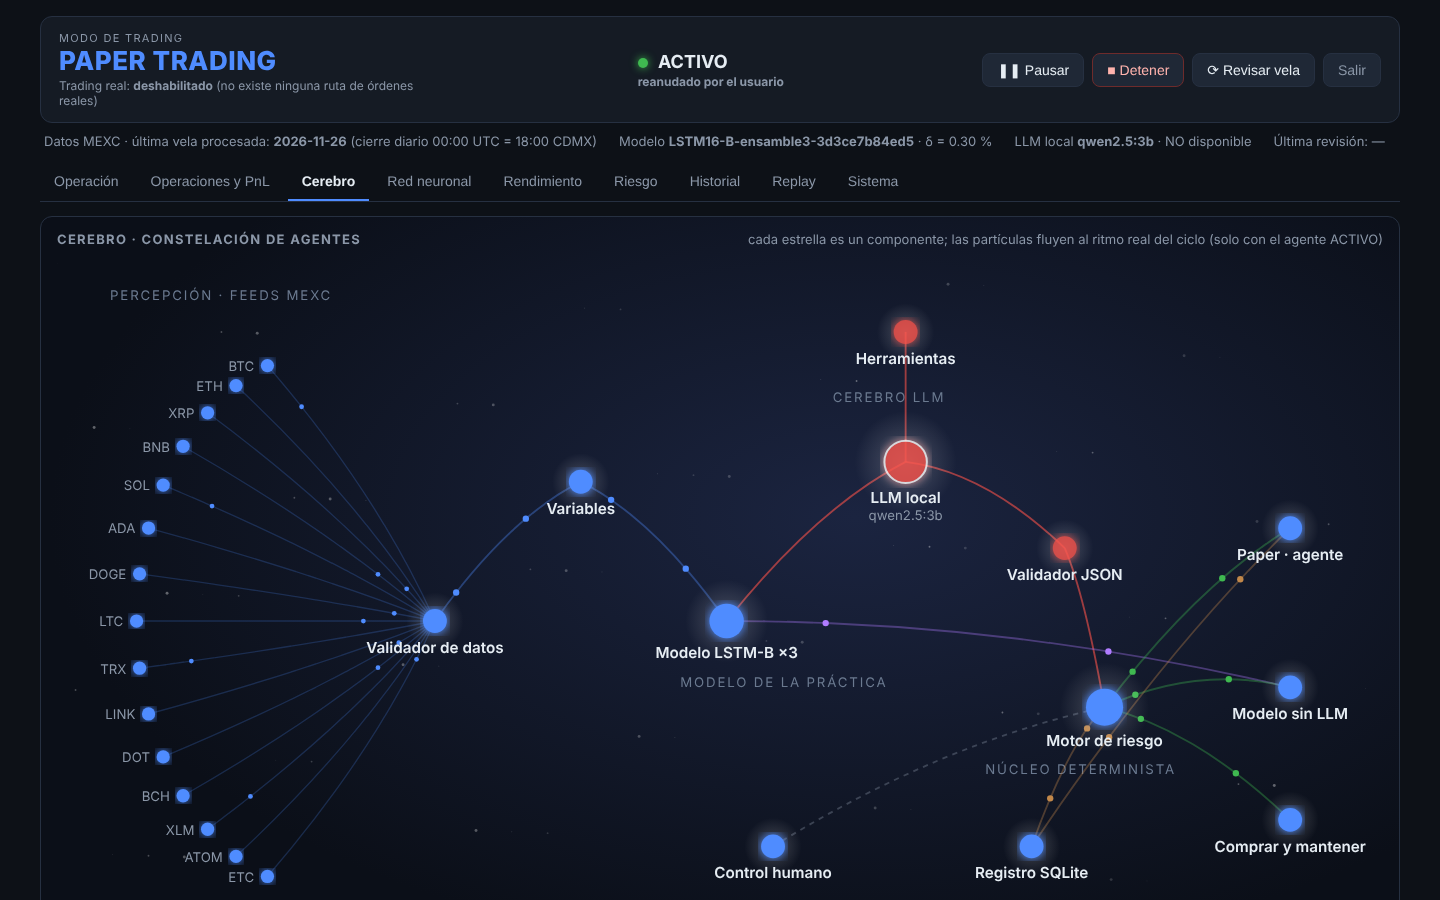 MODO DE TRADING
PAPER TRADING
Trading real: deshabilitado (no existe ninguna ruta de órdenes
reales)
ACTIVO
reanudado por el usuario
❚❚ Pausar
■ Detener
⟳ Revisar vela
Salir
Datos MEXC · última vela procesada: 2026-11-26 (cierre diario 00:00 UTC = 18:00 CDMX)
Modelo LSTM16-B-ensamble3-3d3ce7b84ed5 · δ = 0.30 %
LLM local qwen2.5:3b · NO disponible
Última revisión: —
Operación
Operaciones y PnL
Cerebro
Red neuronal
Rendimiento
Riesgo
Historial
Replay
Sistema
CEREBRO · CONSTELACIÓN DE AGENTES
cada estrella es un componente; las partículas fluyen al ritmo real del ciclo (solo con el agente ACTIVO)
PERCEPCIÓN · FEEDS MEXC
BTC
ETH
XRP
BNB
SOL
ADA
DOGE
LTC
TRX
LINK
DOT
BCH
XLM
ATOM
ETC
Validador de datos
Variables
Modelo LSTM-B ×3
MODELO DE LA PRÁCTICA
Herramientas
CEREBRO LLM
LLM local
qwen2.5:3b
Validador JSON
Motor de riesgo
NÚCLEO DETERMINISTA
Paper · agente
Modelo sin LLM
Comprar y mantener
Control humano
Registro SQLite